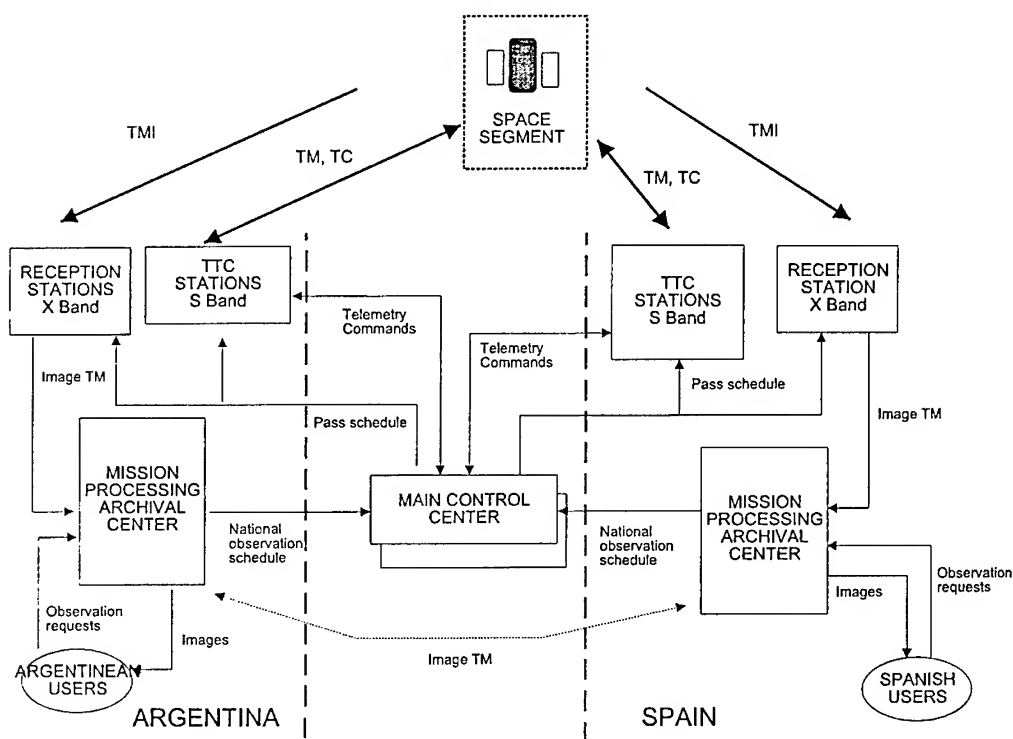 SPACE
SEGMENT
TMI
TMI
TM, TC
TM, TC
RECEPTION
STATIONS
X Band
TTC
STATIONS
S Band
TTC
STATIONS
S Band
RECEPTION
STATION
X Band
Telemetry
Commands
Telemetry
Commands
Image TM
Pass schedule
Pass schedule
Image TM
MISSION
PROCESSING
ARCHIVAL
CENTER
MAIN CONTROL
CENTER
MISSION
PROCESSING
ARCHIVAL
CENTER
National
observation
schedule
National
observation
schedule
Observation
requests
Images
Images
Observation
requests
Image TM
ARGENTINEAN
USERS
SPANISH
USERS
ARGENTINA
SPAIN